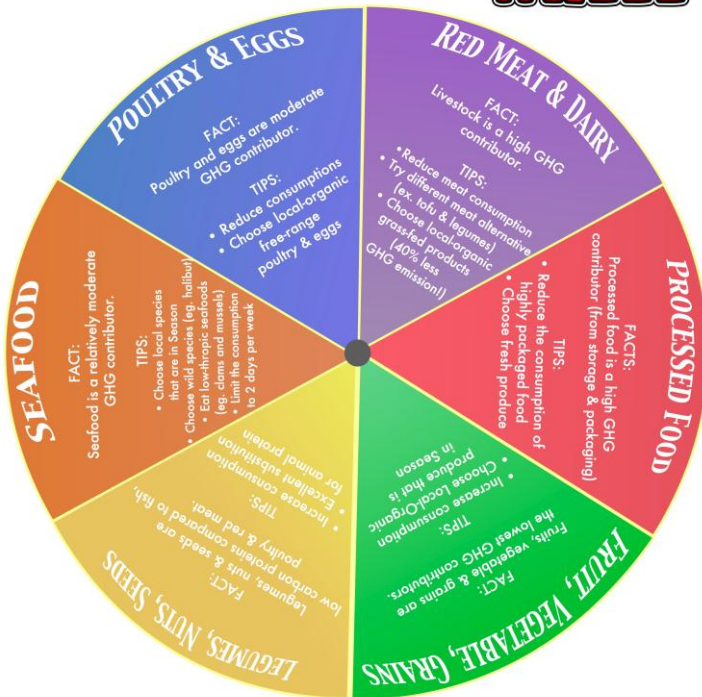 POULTRY & EGGS
FACT:
Poultry and eggs are moderate
GHG contributor.
TIPS:
• Reduce consumptions
• Choose local-organic
free-range
poultry & eggs
RED MEAT & DAIRY
FACT:
Livestock is a high GHG
contributor.
TIPS:
• Reduce meat consumption
• Try different meat alternative
(ex. tofu & legumes)
• Choose local-organic
grass-fed products
(40% less
GHG emission!)
PROCESSED FOOD
FACTS:
Processed food is a high GHG
contributor (from storage & packaging)
TIPS:
• Reduce the consumption of
highly packaged food
• Choose fresh produce
FRUIT, VEGETABLE, GRAINS
FACT:
Fruits, vegetable & grains are
the lowest GHG contributors.
TIPS:
• Increase consumption
• Choose Local-Organic
produce that is
in Season
LEGUMES, NUTS, SEEDS
FACT:
Legumes, nuts & seeds are
low carbon proteins compared to fish,
poultry & red meat.
TIPS:
• Increase consumption
• Excellent substitution
for animal protein
SEAFOOD
FACT:
Seafood is a relatively moderate
GHG contributor.
TIPS:
• Choose local species
that are in Season
• Choose wild species (eg. halibut)
• Eat low-thropic seafoods
(eg. clams and mussels)
• Limit the consumption
to 2 days per week